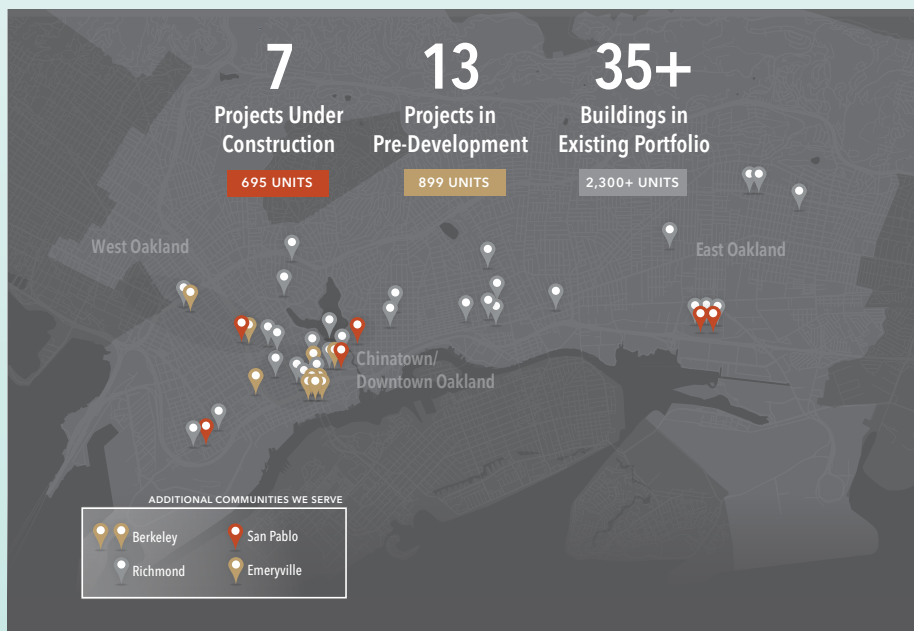 7
Projects Under
Construction
695 UNITS
13
Projects in
Pre-Development
899 UNITS
35+
Buildings in
Existing Portfolio
2,300+ UNITS
West Oakland
East Oakland
Chinatown/
Downtown Oakland
ADDITIONAL COMMUNITIES WE SERVE
Berkeley
San Pablo
Richmond
Emeryville